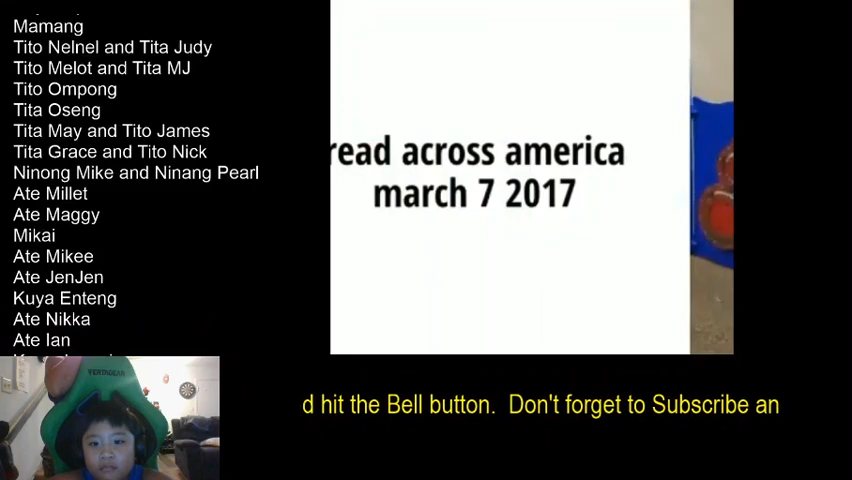 Mamang
Tito Nelnel and Tita Judy
Tito Melot and Tita MJ
Tito Ompong
Tita Oseng
Tita May and Tito James
Tita Grace and Tito Nick
Ninong Mike and Ninang Pearl
Ate Millet
Ate Maggy
Mikai
Ate Mikee
Ate JenJen
Kuya Enteng
Ate Nikka
Ate Ian
read across america
march 7 2017
d hit the Bell button.  Don't forget to Subscribe an